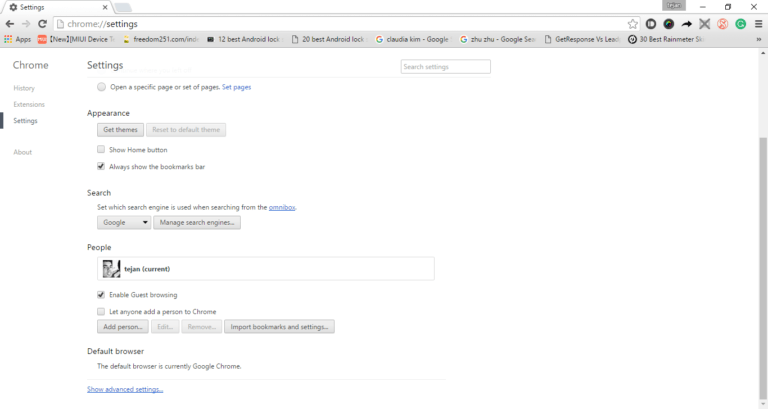 tejan
Settings
chrome://settings
Apps
[New][MIUI Device T
freedom251.com/inde
12 best Android lock
20 best Android lock
claudia kim - Google
zhu zhu - Google Sea
GetResponse Vs Lead
30 Best Rainmeter Sk
»
Chrome
Settings
Search settings
History
Extensions
Settings
About
Open a specific page or set of pages. Set pages
Appearance
Get themes
Reset to default theme
Show Home button
Always show the bookmarks bar
Search
Set which search engine is used when searching from the omnibox.
Google
Manage search engines...
People
tejan (current)
Enable Guest browsing
Let anyone add a person to Chrome
Add person...
Edit...
Remove...
Import bookmarks and settings...
Default browser
The default browser is currently Google Chrome.
Show advanced settings...